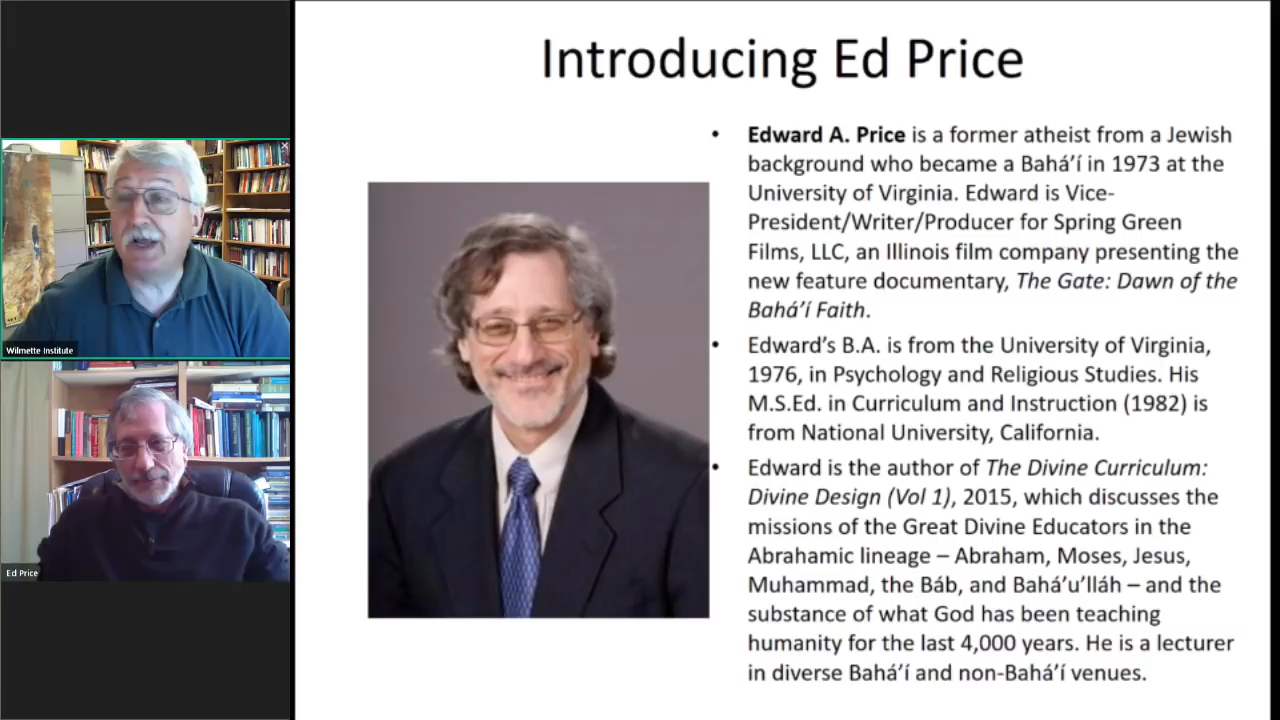 Introducing Ed Price
• Edward A. Price is a former atheist from a Jewish
background who became a Bahá’í in 1973 at the
University of Virginia. Edward is Vice-
President/Writer/Producer for Spring Green
Films, LLC, an Illinois film company presenting the
new feature documentary, The Gate: Dawn of the
Bahá’í Faith.
• Edward’s B.A. is from the University of Virginia,
1976, in Psychology and Religious Studies. His
M.S.Ed. in Curriculum and Instruction (1982) is
from National University, California.
• Edward is the author of The Divine Curriculum:
Divine Design (Vol 1), 2015, which discusses the
missions of the Great Divine Educators in the
Abrahamic lineage – Abraham, Moses, Jesus,
Muhammad, the Báb, and Bahá’u’lláh – and the
substance of what God has been teaching
humanity for the last 4,000 years. He is a lecturer
in diverse Bahá’í and non-Bahá’í venues.
Wilmette Institute
Ed Price